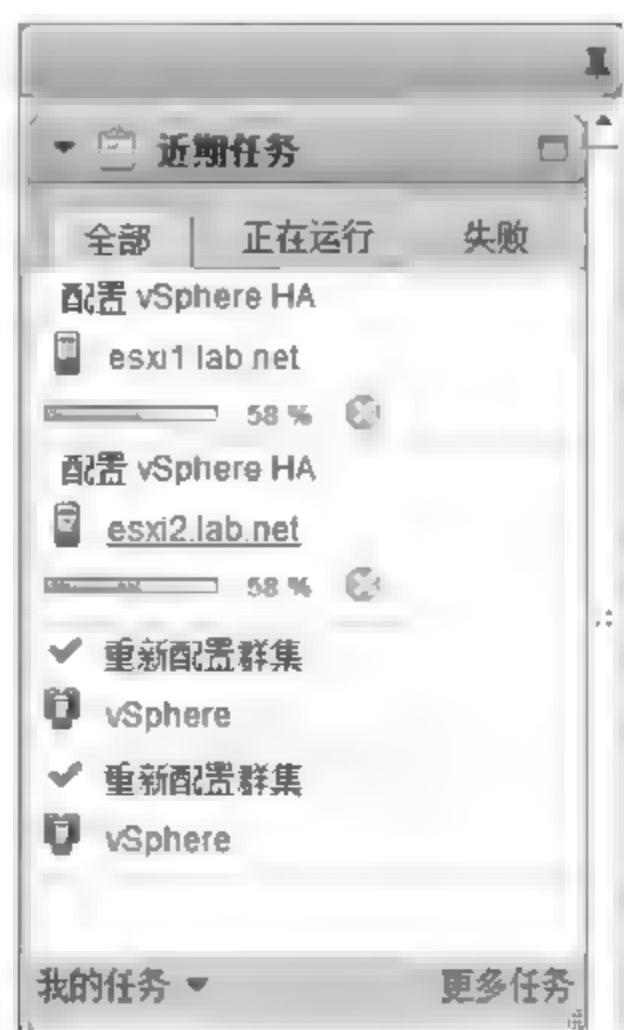 近期任务
全部 正在运行 失败
配置 vSphere HA
esxi1.lab.net
58 %
配置 vSphere HA
esxi2.lab.net
58 %
重新配置群集
vSphere
重新配置群集
vSphere
我的任务 更多任务